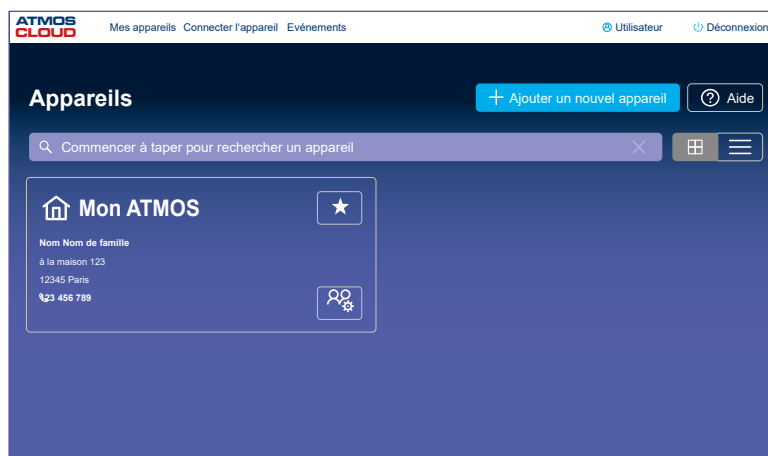 ATMOS
CLOUD
Mes appareils Connecter l'appareil Evénements Utilisateur Déconnexion
Appareils
Ajouter un nouvel appareil
Aide
Commencer à taper pour rechercher un appareil
Mon ATMOS
Nom Nom de famille
à la maison 123
12345 Paris
123 456 789